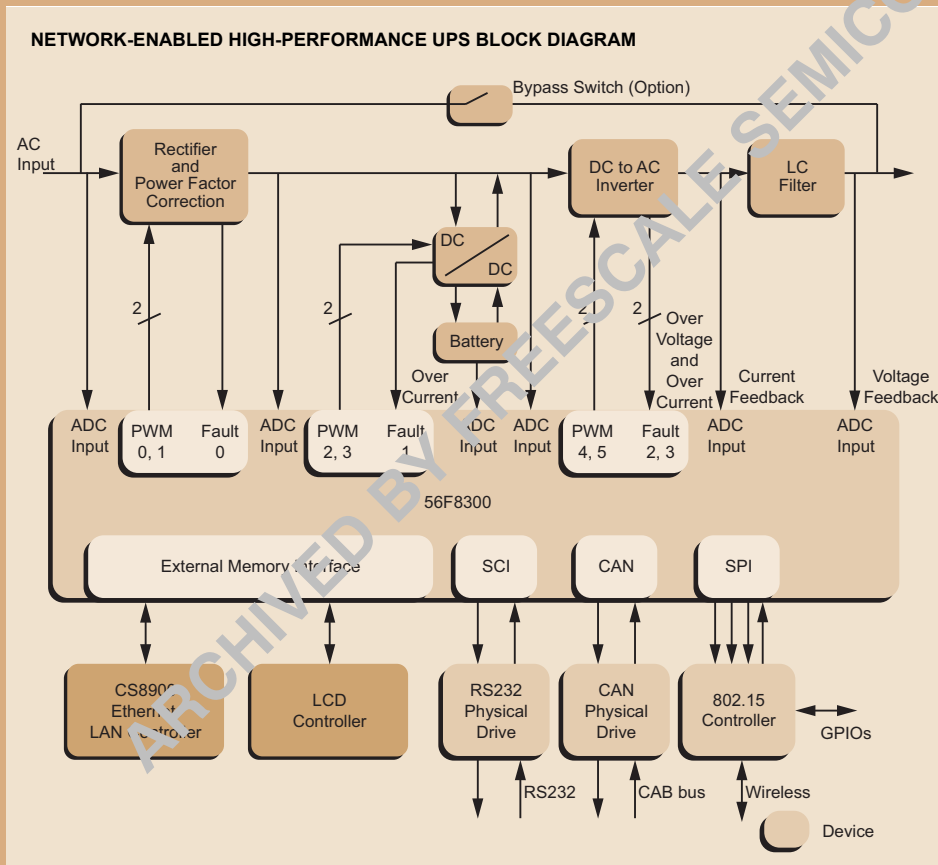 NETWORK-ENABLED HIGH-PERFORMANCE UPS BLOCK DIAGRAM
Bypass Switch (Option)
AC
Input
Rectifier
and
Power Factor
Correction
DC to AC
Inverter
LC
Filter
DC
DC
Battery
2
2
2
2
Over
Current
Over
Voltage
and
Over
Current
Current
Feedback
Voltage
Feedback
ADC
Input
PWM
0, 1
Fault
0
ADC
Input
PWM
2, 3
Fault
1
ADC
Input
ADC
Input
PWM
4, 5
Fault
2, 3
ADC
Input
ADC
Input
56F8300
External Memory Interface
SCI
CAN
SPI
Ethernet
LAN Controller
LCD
Controller
RS232
Physical
Drive
CAN
Physical
Drive
802.15
Controller
GPIOs
RS232
CAB bus
Wireless
Device
ARCHIVED BY FREESCALE